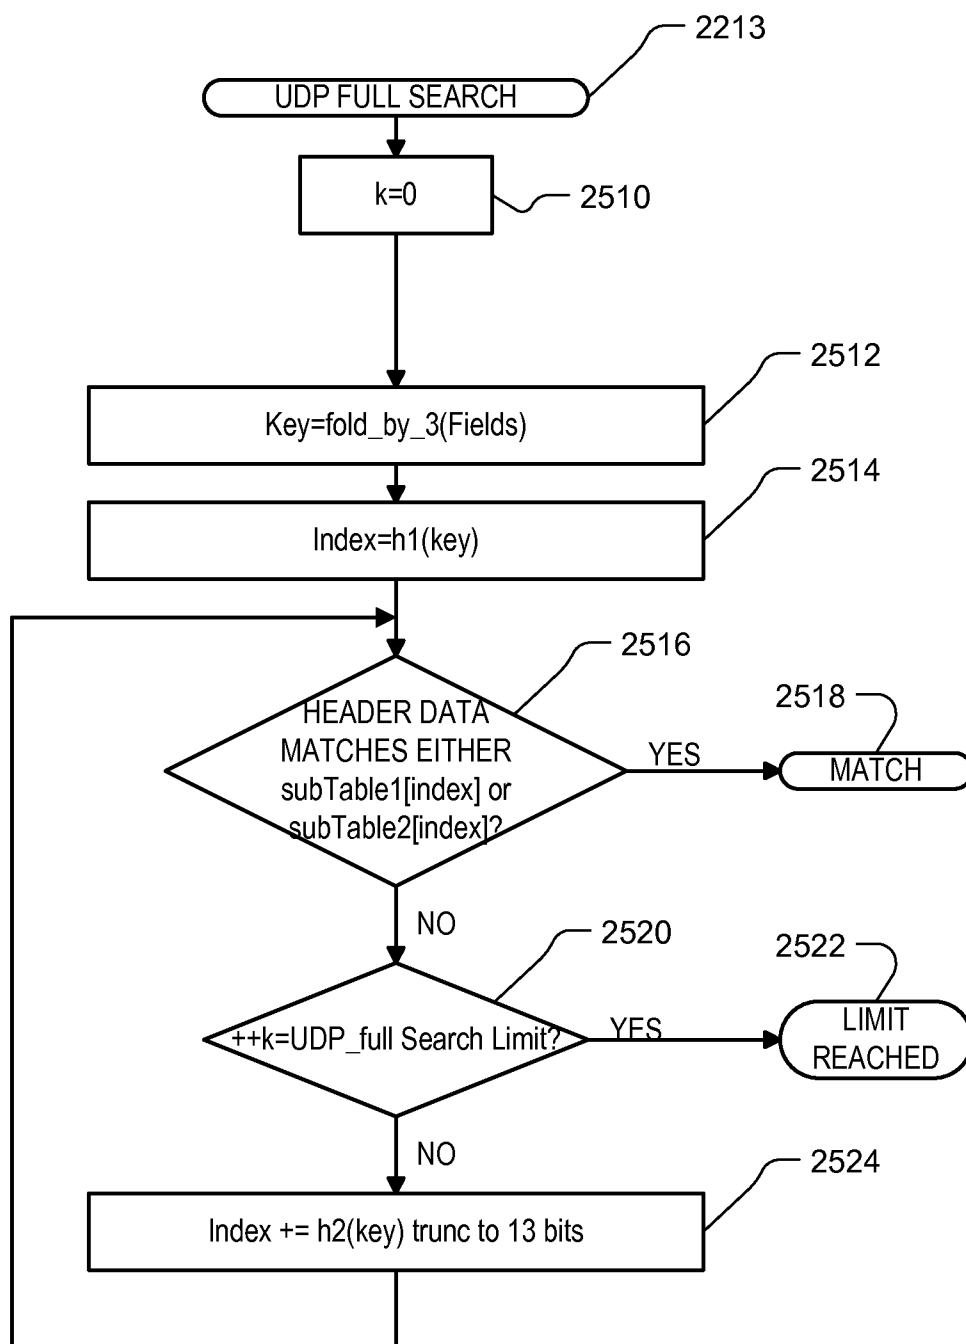 2213
UDP FULL SEARCH
k=0
2510
2512
Key=fold_by_3(Fields)
2514
Index=h1(key)
2516
HEADER DATA
MATCHES EITHER
subTable1[index] or
subTable2[index]?
YES
2518
MATCH
NO
2520
++k=UDP_full Search Limit?
YES
2522
LIMIT
REACHED
NO
2524
Index += h2(key) trunc to 13 bits